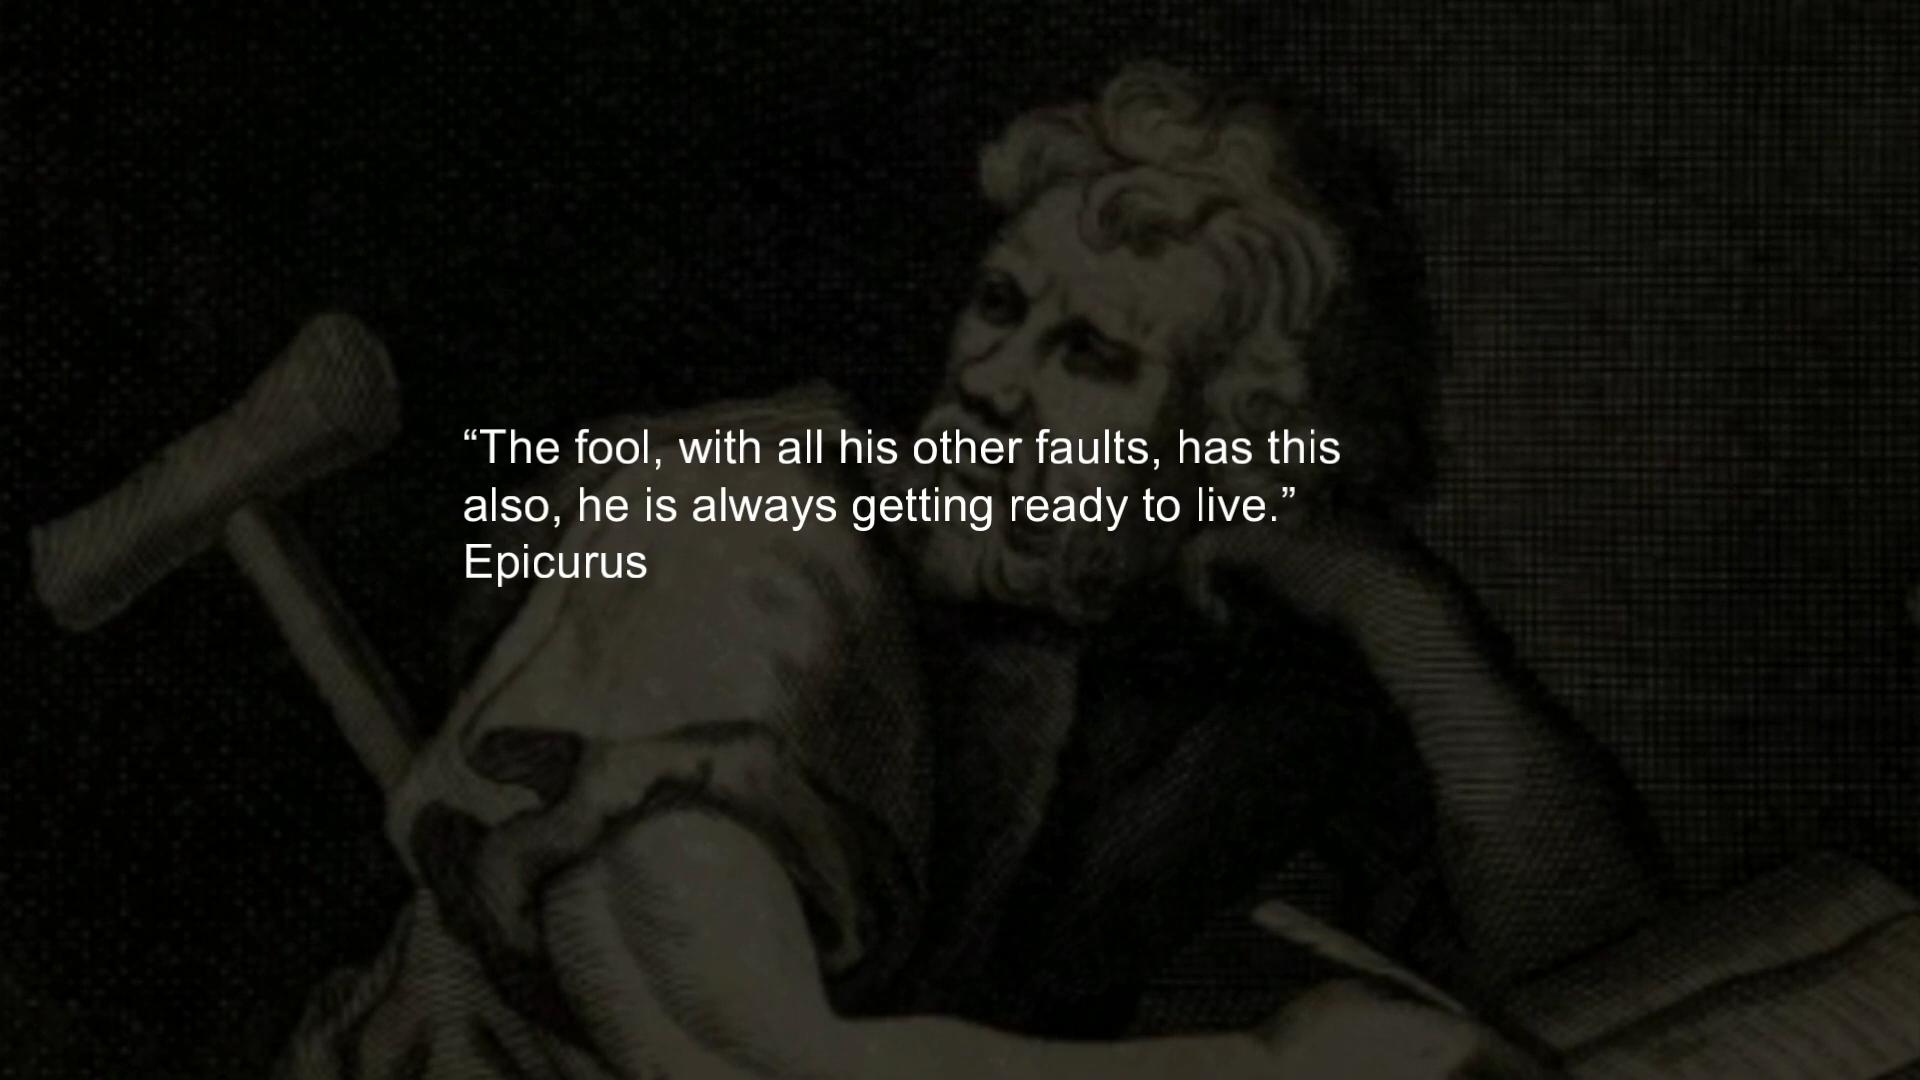 “The fool, with all his other faults, has this
also, he is always getting ready to live.”
Epicurus